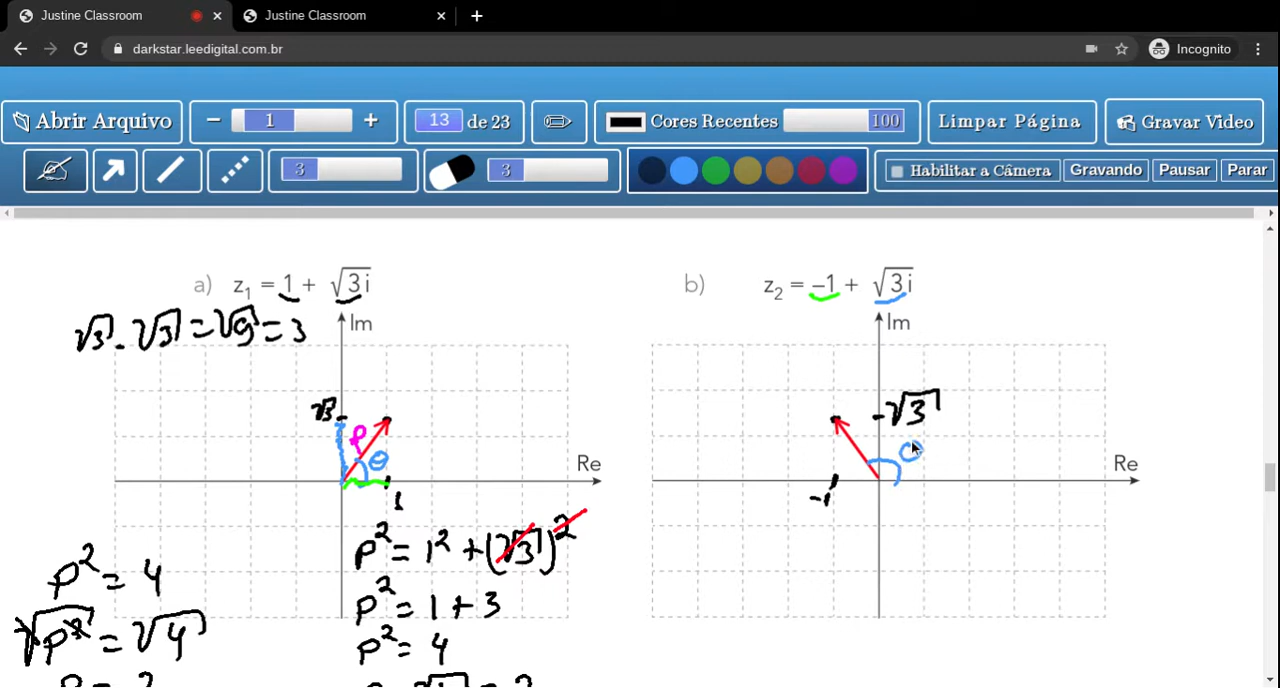 Justine Classroom
Justine Classroom
darkstar.leedigital.com.br
Incognito
Abrir Arquivo
− 1 +
13 de 23
Cores Recentes 100
Limpar Página
Gravar Video
3
3
Habilitar a Câmera
Gravando
Pausar
Parar
a) z₁ = 1 + √3i
√3 . √3 = √9 = 3
Im
√3
ρ
θ
Re
1
ρ² = 1² + (√3)²
ρ² = 1 + 3
ρ² = 4
ρ² = 4
√ρ² = √4
b) z₂ = −1 + √3i
Im
√3
Re
-1